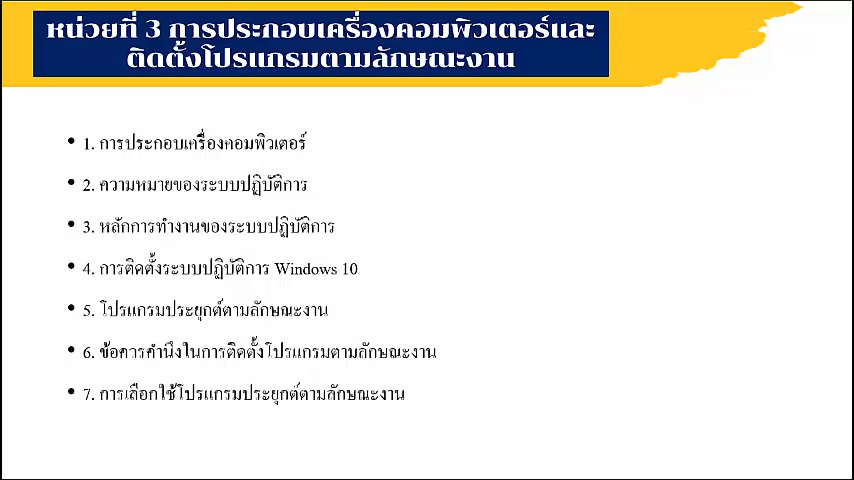 หน่วยที่ 3 การประกอบเครื่องคอมพิวเตอร์และ
ติดตั้งโปรแกรมตามลักษณะงาน
• 1. การประกอบเครื่องคอมพิวเตอร์
• 2. ความหมายของระบบปฏิบัติการ
• 3. หลักการทำงานของระบบปฏิบัติการ
• 4. การติดตั้งระบบปฏิบัติการ Windows 10
• 5. โปรแกรมประยุกต์ตามลักษณะงาน
• 6. ข้อควรคำนึงในการติดตั้งโปรแกรมตามลักษณะงาน
• 7. การเลือกใช้โปรแกรมประยุกต์ตามลักษณะงาน